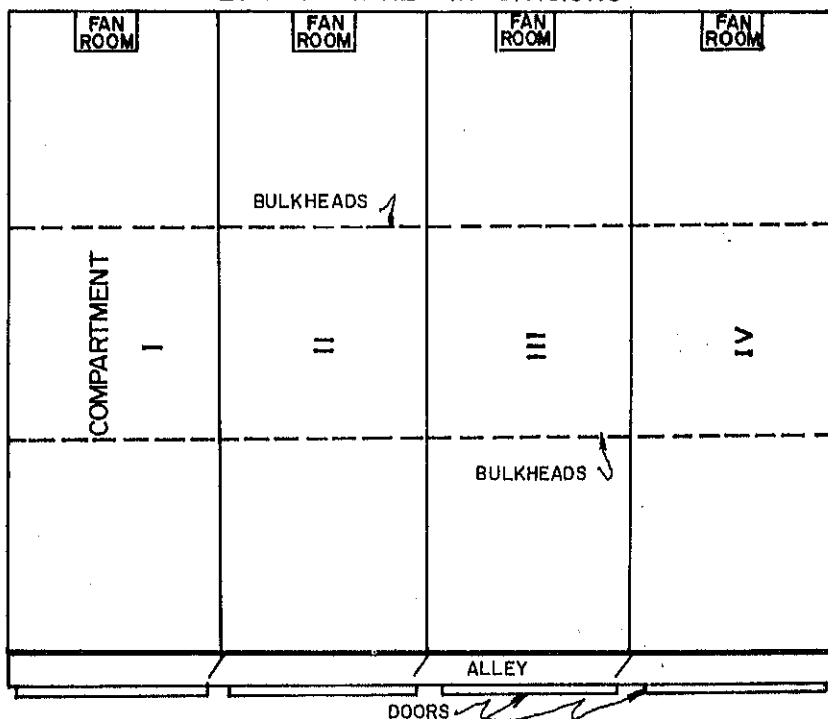 FAN
ROOM
FAN
ROOM
FAN
ROOM
FAN
ROOM
BULKHEADS
COMPARTMENT
I
II
III
IV
BULKHEADS
ALLEY
DOORS